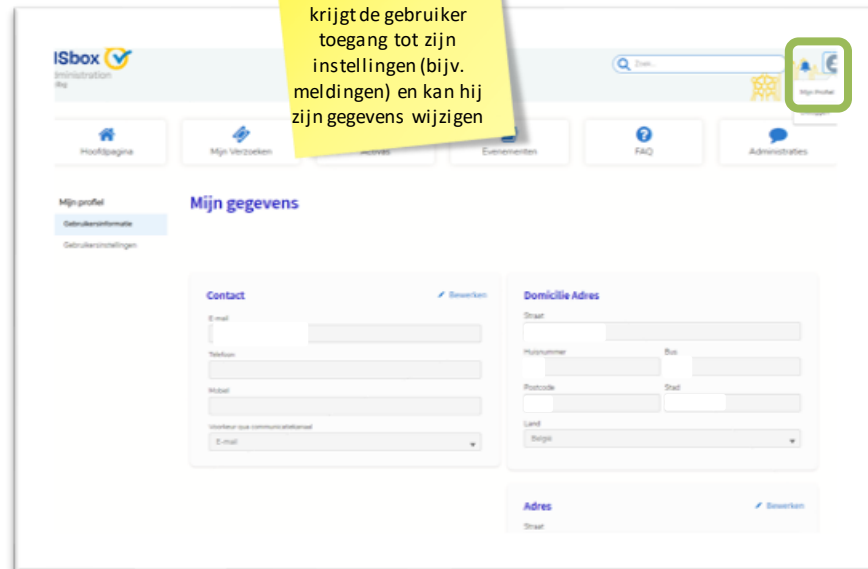 krijgt de gebruiker
toegang tot zijn
instellingen (bijv.
meldingen) en kan hij
zijn gegevens wijzigen
ISbox
Zoek...
Mijn Profiel
Hoofdpagina
Mijn Verzoeken
Evenementen
FAQ
Administraties
Mijn profiel
Gebruikersinformatie
Gebruikersinstellingen
Mijn gegevens
Contact
Bewerken
E-mail
Telefoon
Mobiel
Voorkeur qua communicatiekanaal
E-mail
Domicilie Adres
Straat
Huisnummer Bus
Postcode Stad
Land
België
Adres
Bewerken
Straat